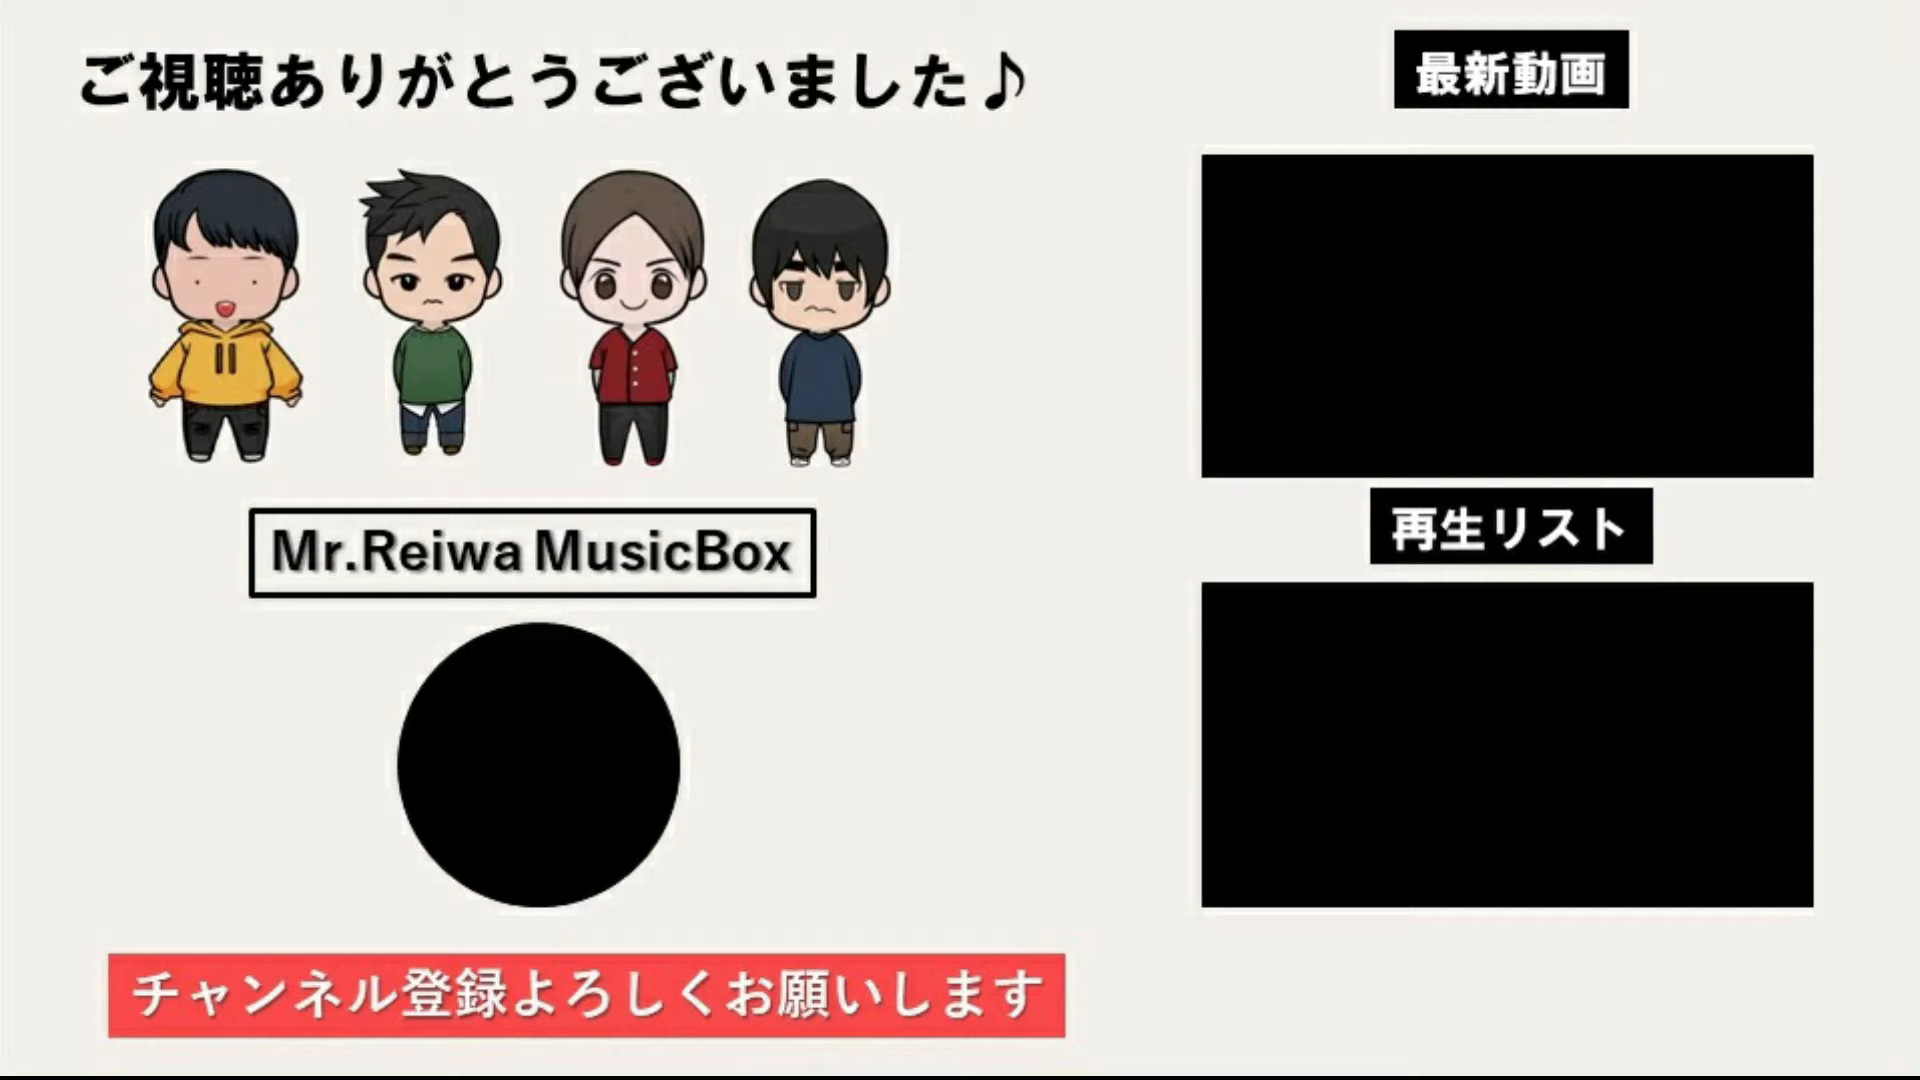 ご視聴ありがとうございました♪
最新動画
Mr.Reiwa MusicBox
再生リスト
チャンネル登録よろしくお願いします